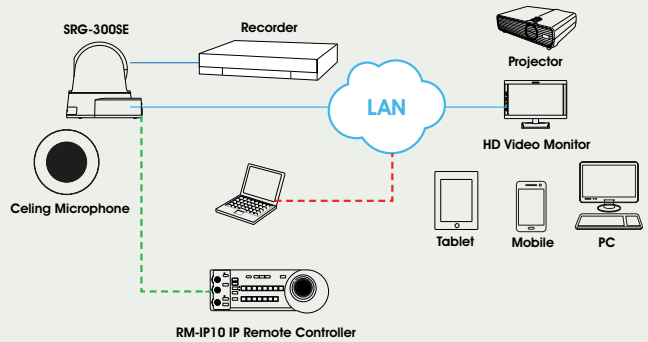 SRG-300SE
Recorder
Projector
LAN
HD Video Monitor
Celing Microphone
Tablet
Mobile
PC
RM-IP10 IP Remote Controller